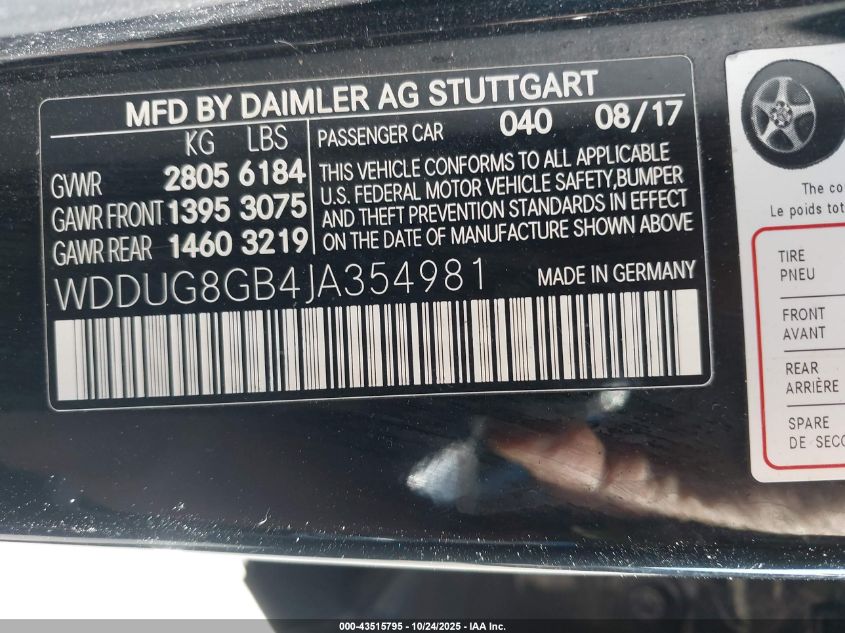 MFD BY DAIMLER AG STUTTGART
KG LBS
GVWR 2805 6184
GAWR FRONT 1395 3075
GAWR REAR 1460 3219
PASSENGER CAR 040 08/17
THIS VEHICLE CONFORMS TO ALL APPLICABLE
U.S. FEDERAL MOTOR VEHICLE SAFETY,BUMPER
AND THEFT PREVENTION STANDARDS IN EFFECT
ON THE DATE OF MANUFACTURE SHOWN ABOVE
WDDUG8GB4JA354981 MADE IN GERMANY
The co
Le poids tot
TIRE
PNEU
FRONT
AVANT
REAR
ARRIÈRE
SPARE
DE SECO
000-43515795 - 10/24/2025 - IAA Inc.